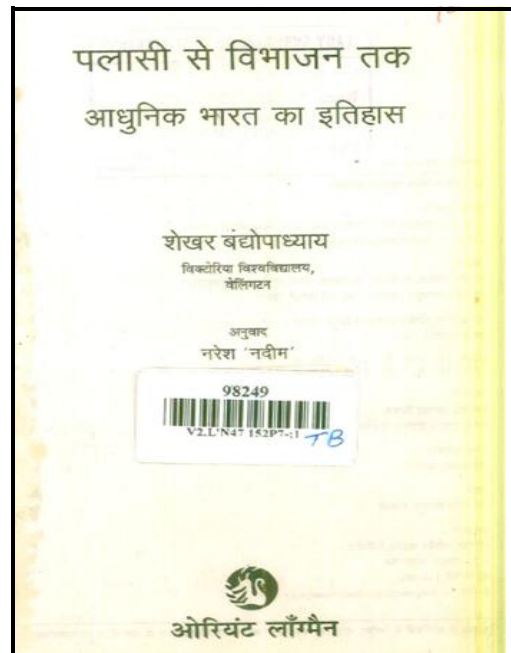 पलासी से विभाजन तक
आधुनिक भारत का इतिहास
शेखर बंद्योपाध्याय
विक्टोरिया विश्वविद्यालय,
वेलिंगटन
अनुवाद
नरेश 'नदीम'
98249
V2.L'N47 152P7-;1
TB
ओरियंट लाँग्मैन